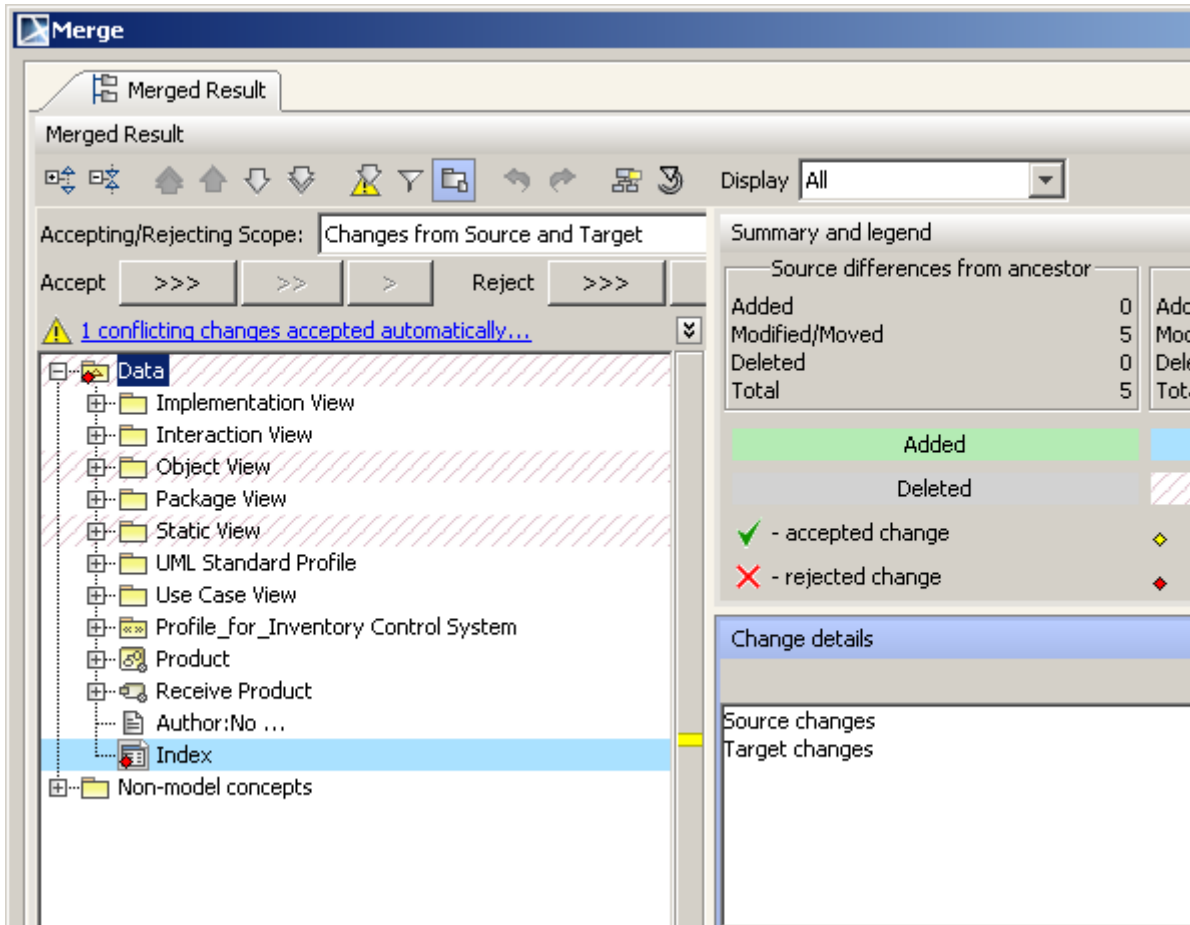 Merge
Merged Result
Merged Result
Display All
Accepting/Rejecting Scope: Changes from Source and Target
Accept >>> >> > Reject >>>
1 conflicting changes accepted automatically...
Data
Implementation View
Interaction View
Object View
Package View
Static View
UML Standard Profile
Use Case View
Profile_for_Inventory Control System
Product
Receive Product
Author:No ...
Index
Non-model concepts
Summary and legend
Source differences from ancestor
Added 0
Modified/Moved 5
Deleted 0
Total 5
Added
Deleted
- accepted change
- rejected change
Change details
Source changes
Target changes